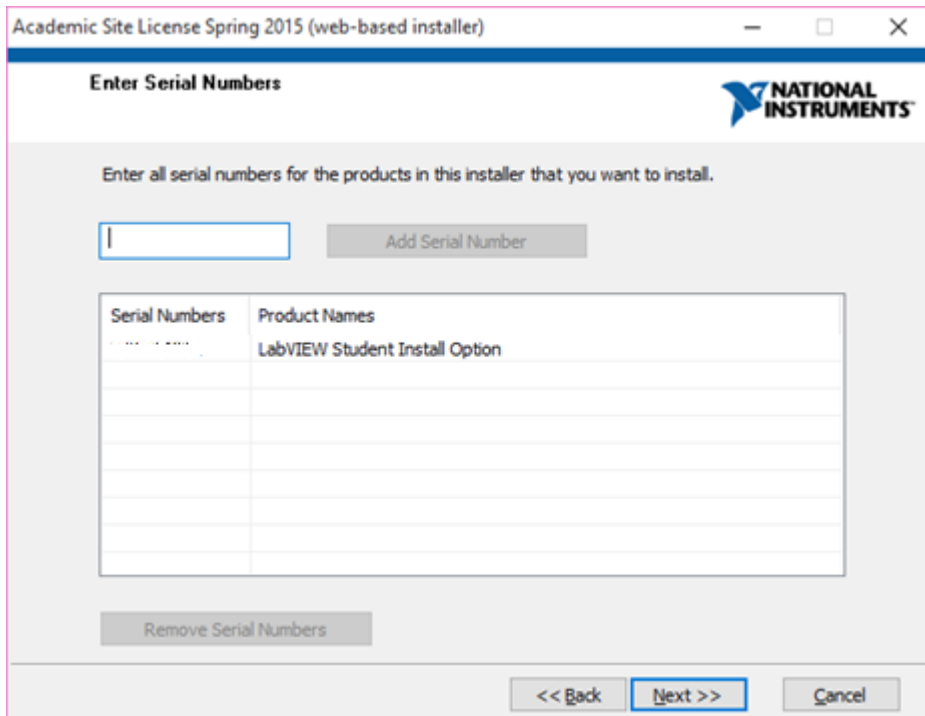 Academic Site License Spring 2015 (web-based installer)
Enter Serial Numbers
NATIONAL
INSTRUMENTS™
Enter all serial numbers for the products in this installer that you want to install.
Add Serial Number
Serial Numbers Product Names
LabVIEW Student Install Option
Remove Serial Numbers
<< Back Next >> Cancel